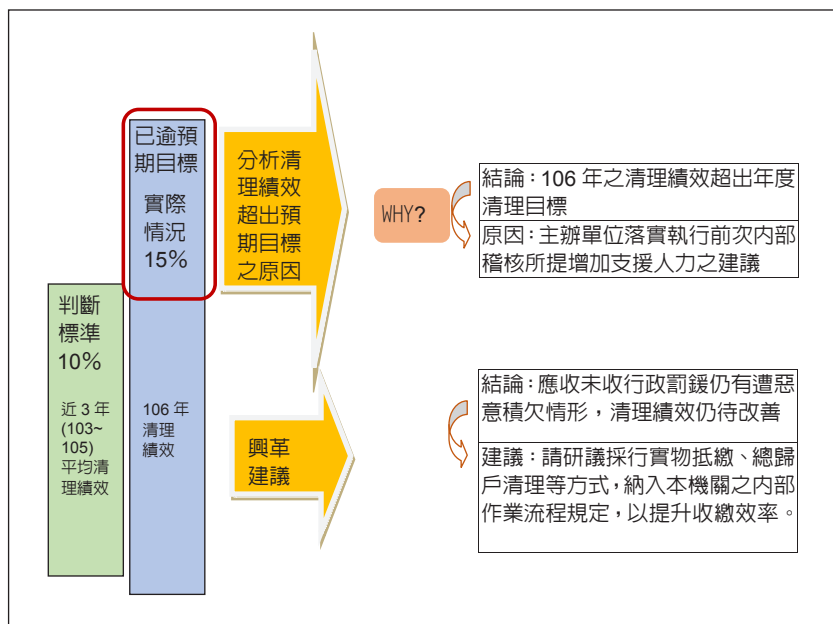 已逾預
期目標
實際
情況
15%
判斷
標準
10%
近 3 年
(103~
105)
平均清
理績效
106 年
清理
績效
分析清
理績效
超出預
期目標
之原因
WHY?
結論：106 年之清理績效超出年度
清理目標
原因：主辦單位落實執行前次內部
稽核所提增加支援人力之建議
興革
建議
結論：應收未收行政罰鍰仍有遭惡
意積欠情形，清理績效仍待改善
建議：請研議採行實物抵繳、總歸
戶清理等方式，納入本機關之內部
作業流程規定，以提升收繳效率。